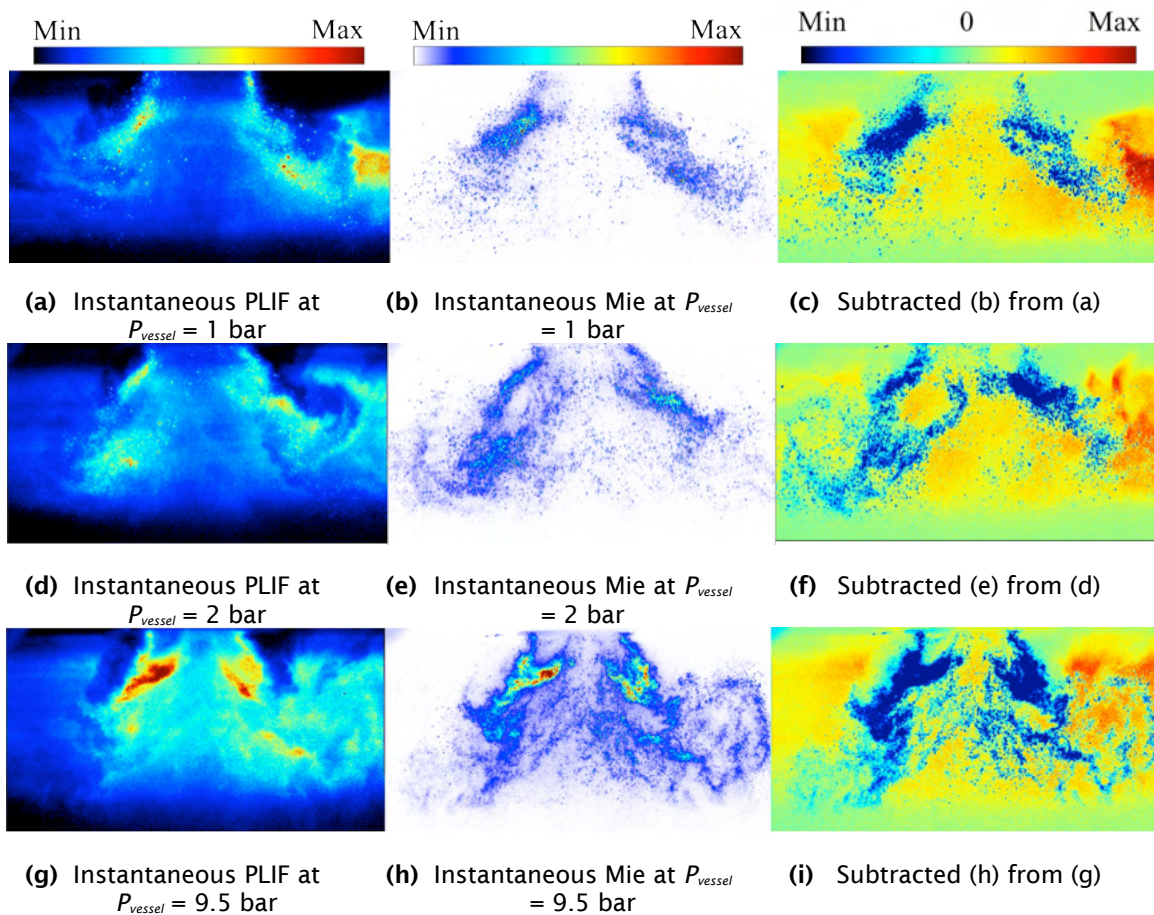 Min Max
Min Max
Min 0 Max
(a) Instantaneous PLIF at
P_vessel = 1 bar
(b) Instantaneous Mie at P_vessel
= 1 bar
(c) Subtracted (b) from (a)
(d) Instantaneous PLIF at
P_vessel = 2 bar
(e) Instantaneous Mie at P_vessel
= 2 bar
(f) Subtracted (e) from (d)
(g) Instantaneous PLIF at
P_vessel = 9.5 bar
(h) Instantaneous Mie at P_vessel
= 9.5 bar
(i) Subtracted (h) from (g)